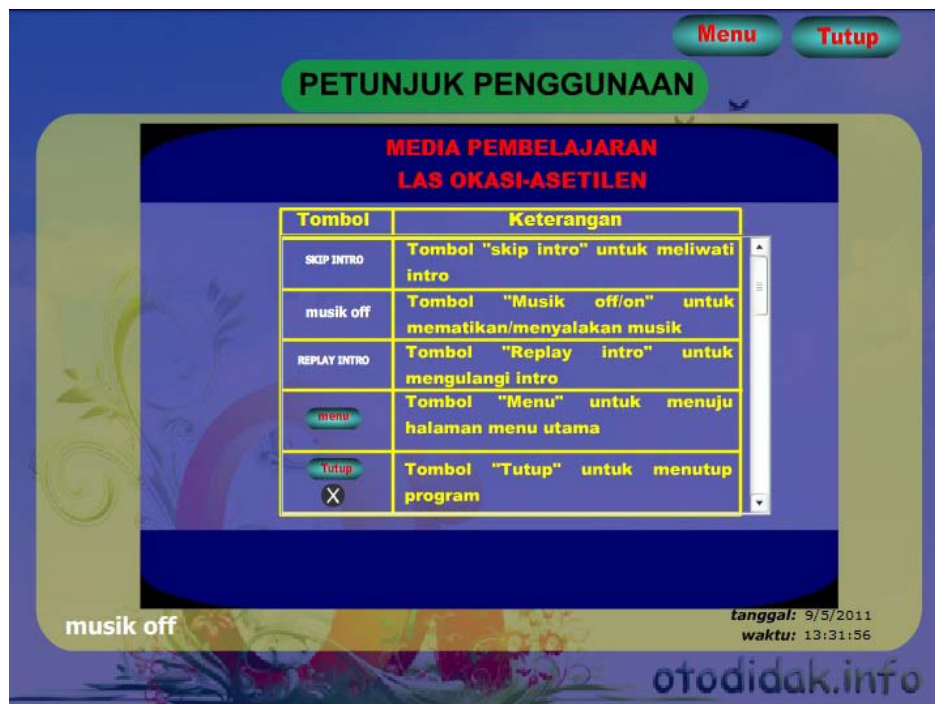 Menu
Tutup
PETUNJUK PENGGUNAAN
MEDIA PEMBELAJARAN
LAS OKASI-ASETILEN
Tombol Keterangan
SKIP INTRO
Tombol "skip intro" untuk meliwati
intro
musik off
Tombol "Musik off/on" untuk
mematikan/menyalakan musik
REPLAY INTRO
Tombol "Replay intro" untuk
mengulangi intro
menu
Tombol "Menu" untuk menuju
halaman menu utama
Tutup
X
Tombol "Tutup" untuk menutup
program
musik off
tanggal: 9/5/2011
waktu: 13:31:56
otodidak.info